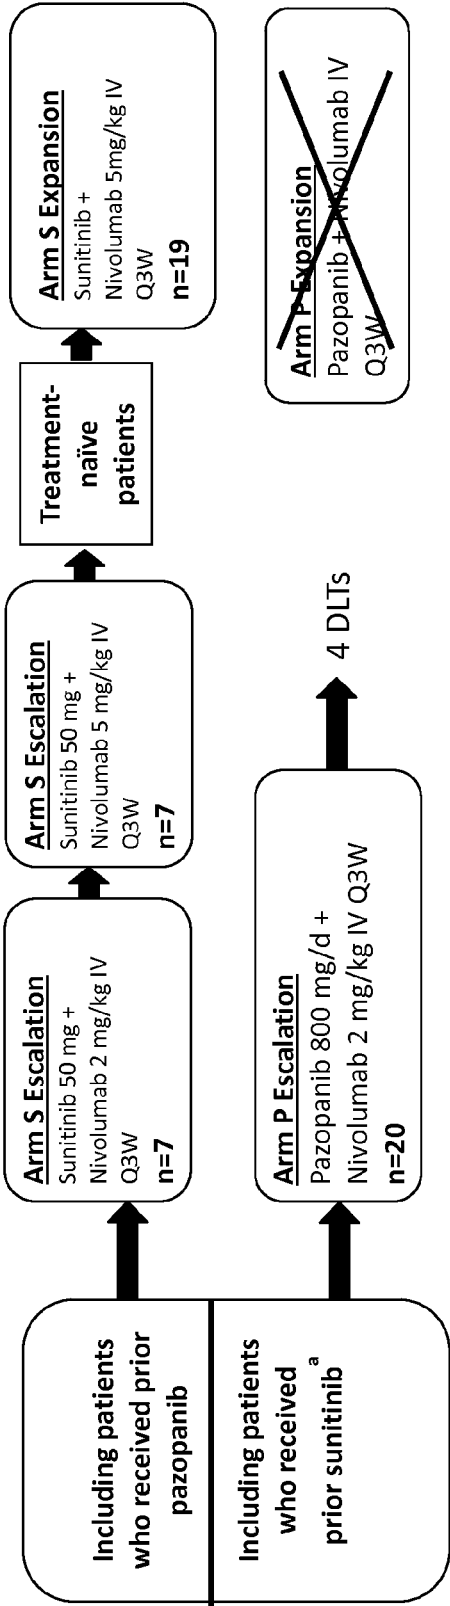 Including patients
who received prior
pazopanib
Including patients
who received
prior sunitinib a
Arm S Escalation
Sunitinib 50 mg +
Nivolumab 2 mg/kg IV
Q3W
n=7
Arm S Escalation
Sunitinib 50 mg +
Nivolumab 5 mg/kg IV
Q3W
n=7
Treatment-
naïve
patients
Arm S Expansion
Sunitinib +
Nivolumab 5mg/kg IV
Q3W
n=19
Arm P Escalation
Pazopanib 800 mg/d +
Nivolumab 2 mg/kg IV Q3W
n=20
4 DLTs
Arm P Expansion
Pazopanib + Nivolumab IV
Q3W